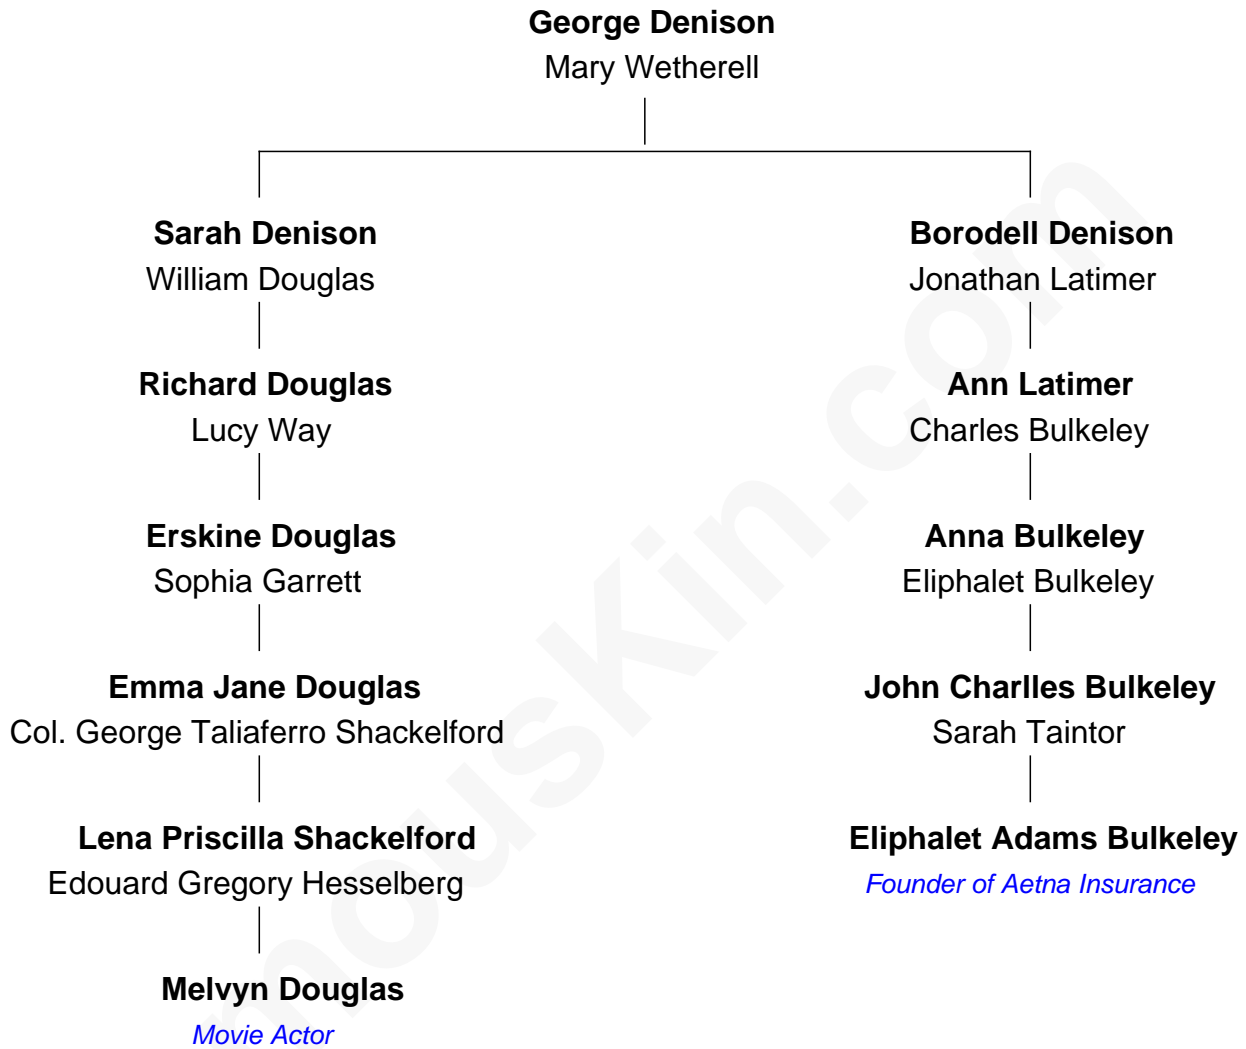 George Denison
Mary Wetherell
Sarah Denison
William Douglas
Borodell Denison
Jonathan Latimer
Richard Douglas
Lucy Way
Ann Latimer
Charles Bulkeley
Erskine Douglas
Sophia Garrett
Anna Bulkeley
Eliphalet Bulkeley
Emma Jane Douglas
Col. George Taliaferro Shackelford
John Charlles Bulkeley
Sarah Taintor
Lena Priscilla Shackelford
Edouard Gregory Hesselberg
Eliphalet Adams Bulkeley
Founder of Aetna Insurance
Melvyn Douglas
Movie Actor
mousKin.com